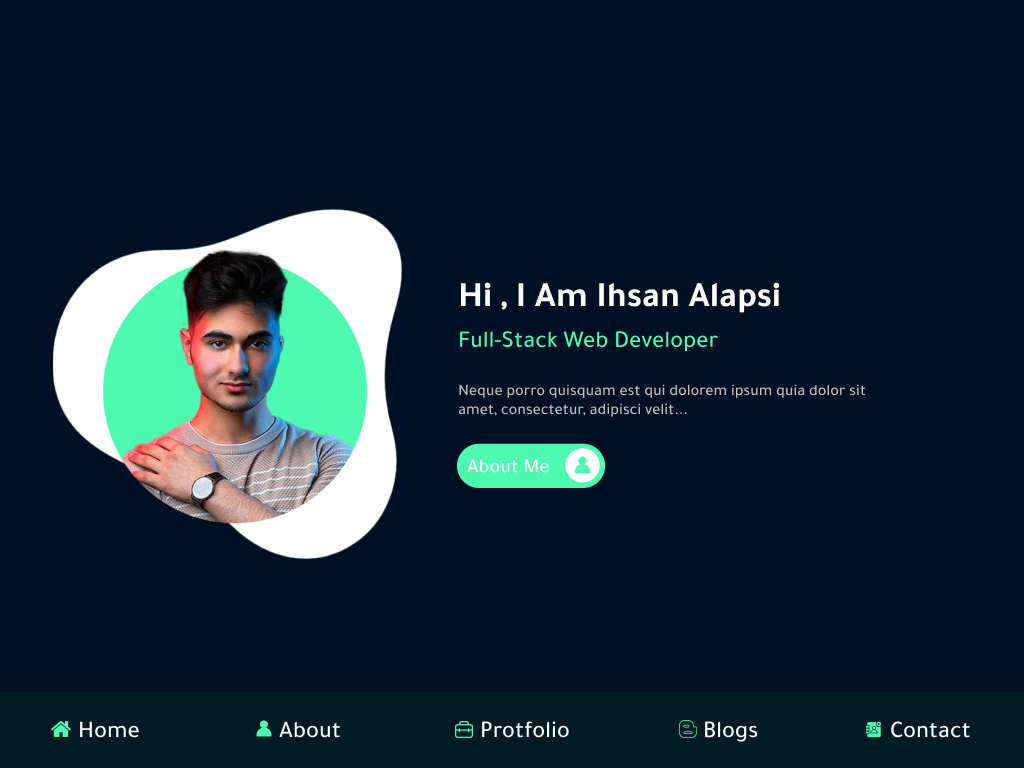 Hi , I Am Ihsan Alapsi
Full-Stack Web Developer
Neque porro quisquam est qui dolorem ipsum quia dolor sit
amet, consectetur, adipisci velit...
About Me
Home
About
Protfolio
Blogs
Contact